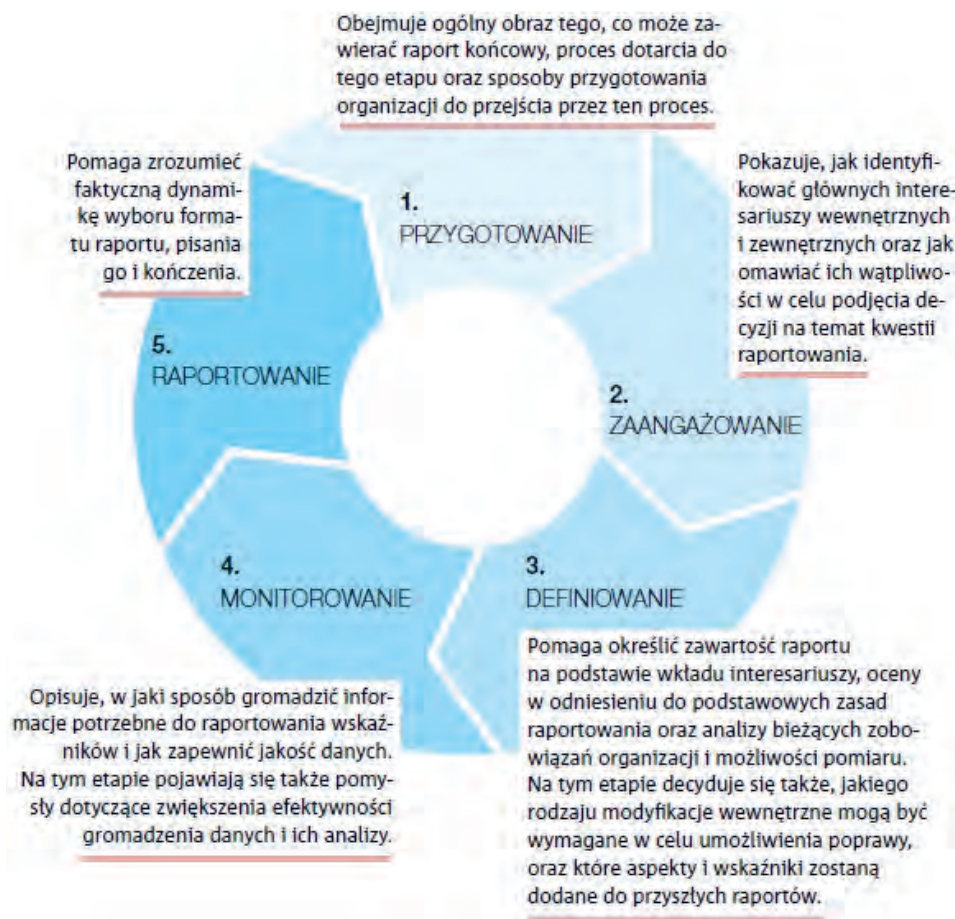 Obejmuje ogólny obraz tego, co może za-
wierać raport końcowy, proces dotarcia do
tego etapu oraz sposoby przygotowania
organizacji do przejścia przez ten proces.
1.
PRZYGOTOWANIE
Pokazuje, jak identyfi-
kować głównych intere-
sariuszy wewnętrznych
i zewnętrznych oraz jak
omawiać ich wątpliwo-
ści w celu podjęcia de-
cyzji na temat kwestii
raportowania.
2.
ZAANGAŻOWANIE
3.
DEFINIOWANIE
Pomaga określić zawartość raportu
na podstawie wkładu interesariuszy, oceny
w odniesieniu do podstawowych zasad
raportowania oraz analizy bieżących zobo-
wiązań organizacji i możliwości pomiaru.
Na tym etapie decyduje się także, jakiego
rodzaju modyfikacje wewnętrzne mogą być
wymagane w celu umożliwienia poprawy,
oraz które aspekty i wskaźniki zostaną
dodane do przyszłych raportów.
4.
MONITOROWANIE
Opisuje, w jaki sposób gromadzić infor-
macje potrzebne do raportowania wskaź-
ników i jak zapewnić jakość danych.
Na tym etapie pojawiają się także pomy-
sły dotyczące zwiększenia efektywności
gromadzenia danych i ich analizy.
5.
RAPORTOWANIE
Pomaga zrozumieć
faktyczną dynami-
kę wyboru forma-
tu raportu, pisania
go i kończenia.